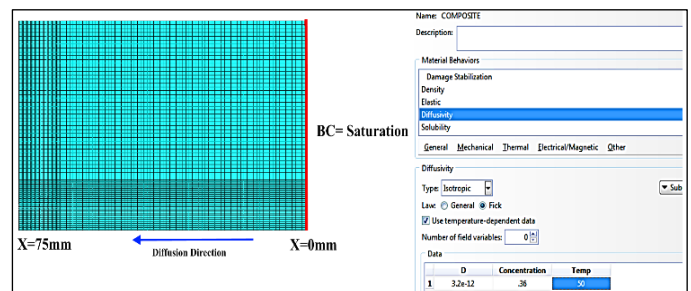 BC= Saturation
X=75mm
Diffusion Direction
X=0mm
Name: COMPOSITE
Description:
Material Behaviors
Damage Stabilization
Density
Elastic
Diffusivity
Solubility
General Mechanical Thermal Electrical/Magnetic Other
Diffusivity
Type: Isotropic
Sub
Law: General Fick
Use temperature-dependent data
Number of field variables: 0
Data
D Concentration Temp
1 3.2e-12 .36 50